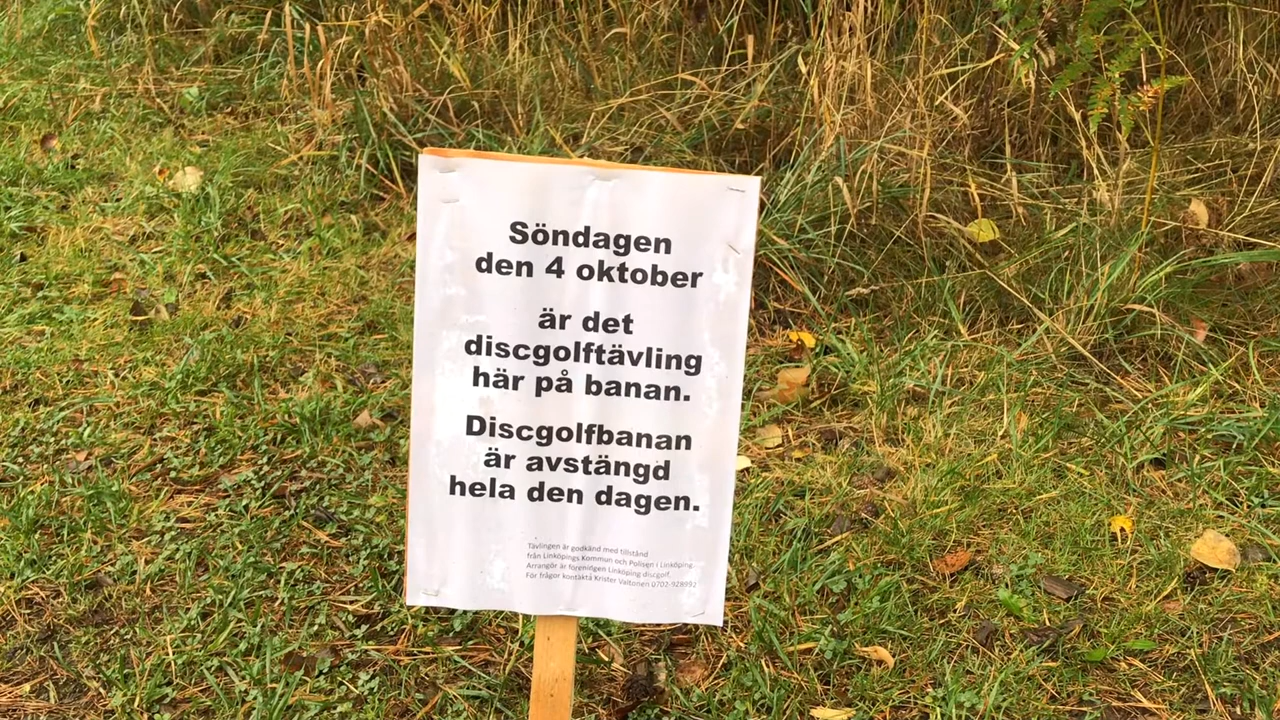 Söndagen
den 4 oktober
är det
discgolftävling
här på banan.
Discgolfbanan
är avstängd
hela den dagen.
Tävlingen är godkänd med tillstånd
från Linköpings Kommun och Polisen i Linköping.
Arrangör är föreningen Linköping discgolf.
För frågor kontakta Krister Valtonen 0702-928992